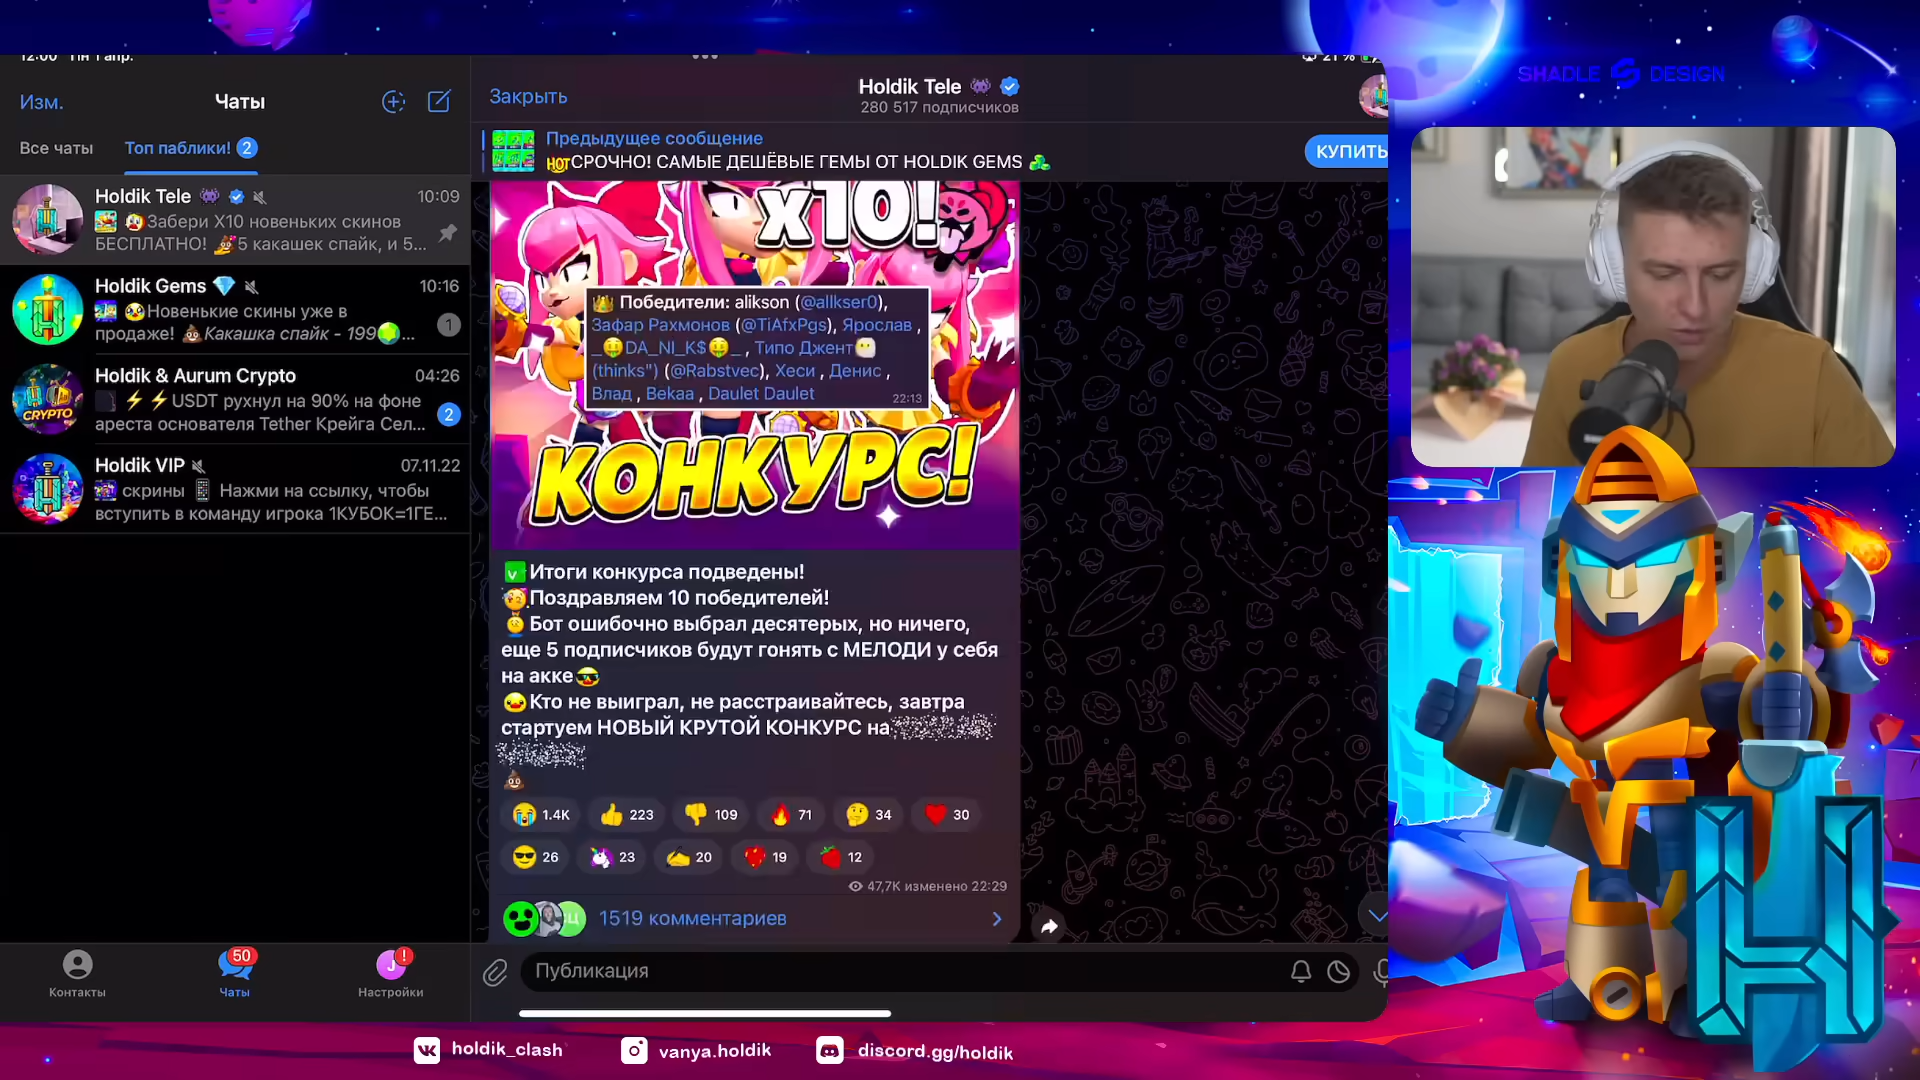 12:00 Пн 1 апр.
21 %
SHADLE DESIGN
Изм.
Чаты
Все чаты
Топ паблики! 2
Holdik Tele
10:09
Забери X10 новеньких скинов
БЕСПЛАТНО! 5 какашек спайк, и 5...
Holdik Gems
10:16
Новенькие скины уже в
продаже! Какашка спайк - 199 ...
1
Holdik & Aurum Crypto
04:26
USDT рухнул на 90% на фоне
ареста основателя Tether Крейга Сел...
2
CRYPTO
Holdik VIP
07.11.22
скрины Нажми на ссылку, чтобы
вступить в команду игрока 1КУБОК=1ГЕ...
50
!
J
Контакты
Чаты
Настройки
Закрыть
Holdik Tele
280 517 подписчиков
Предыдущее сообщение
HOT СРОЧНО! САМЫЕ ДЕШЁВЫЕ ГЕМЫ ОТ HOLDIK GEMS
КУПИТЬ
x10!
Победители: alikson (@allkser0),
Зафар Рахмонов (@TiAfxPgs), Ярослав ,
_ DA_NI_K$ _ , Типо Джент
(thinks") (@Rabstvec), Хеси , Денис ,
Влад , Bekaa , Daulet Daulet
22:13
КОНКУРС!
Итоги конкурса подведены!
Поздравляем 10 победителей!
Бот ошибочно выбрал десятерых, но ничего,
еще 5 подписчиков будут гонять с МЕЛОДИ у себя
на акке
Кто не выиграл, не расстраивайтесь, завтра
стартуем НОВЫЙ КРУТОЙ КОНКУРС на
1.4K 223 109 71 34 30
26 23 20 19 12
47,7K изменено 22:29
1519 комментариев
Публикация
holdik_clash
vanya.holdik
discord.gg/holdik